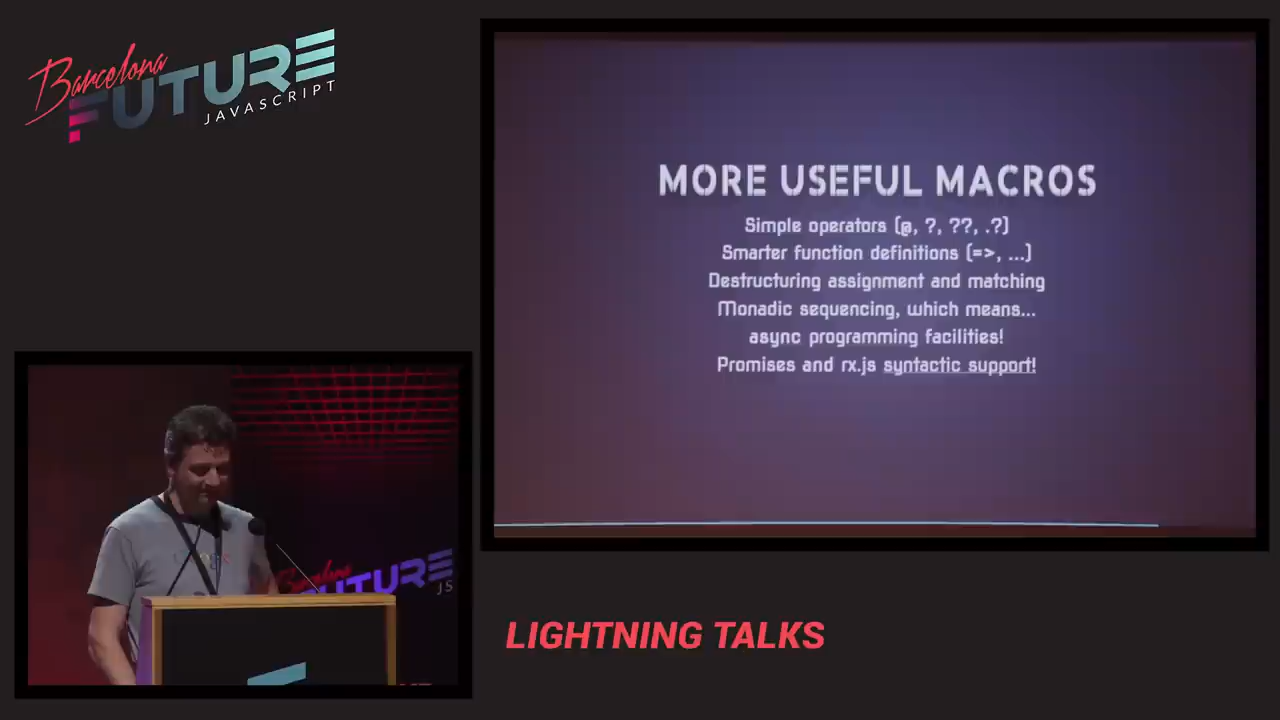 Barcelona
FUTURE
JAVASCRIPT
MORE USEFUL MACROS
Simple operators (@, ?, ??, .?)
Smarter function definitions (=>, ...)
Destructuring assignment and matching
Monadic sequencing, which means...
async programming facilities!
Promises and rx.js syntactic support!
Barcelona
FUTURE
JS
LIGHTNING TALKS